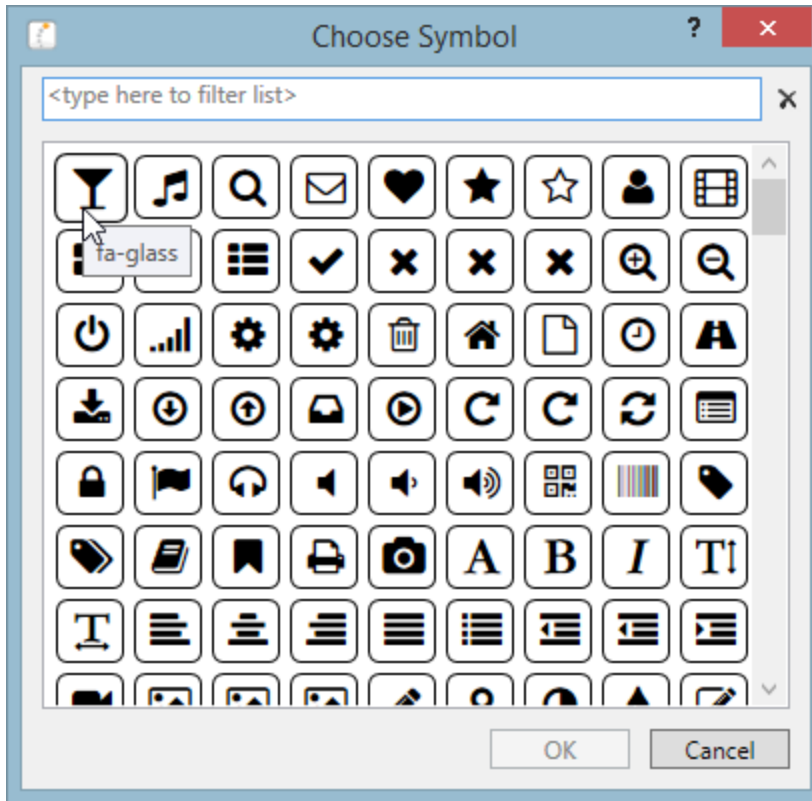 Choose Symbol
?
<type here to filter list>
fa-glass
A B I T
T
OK
Cancel